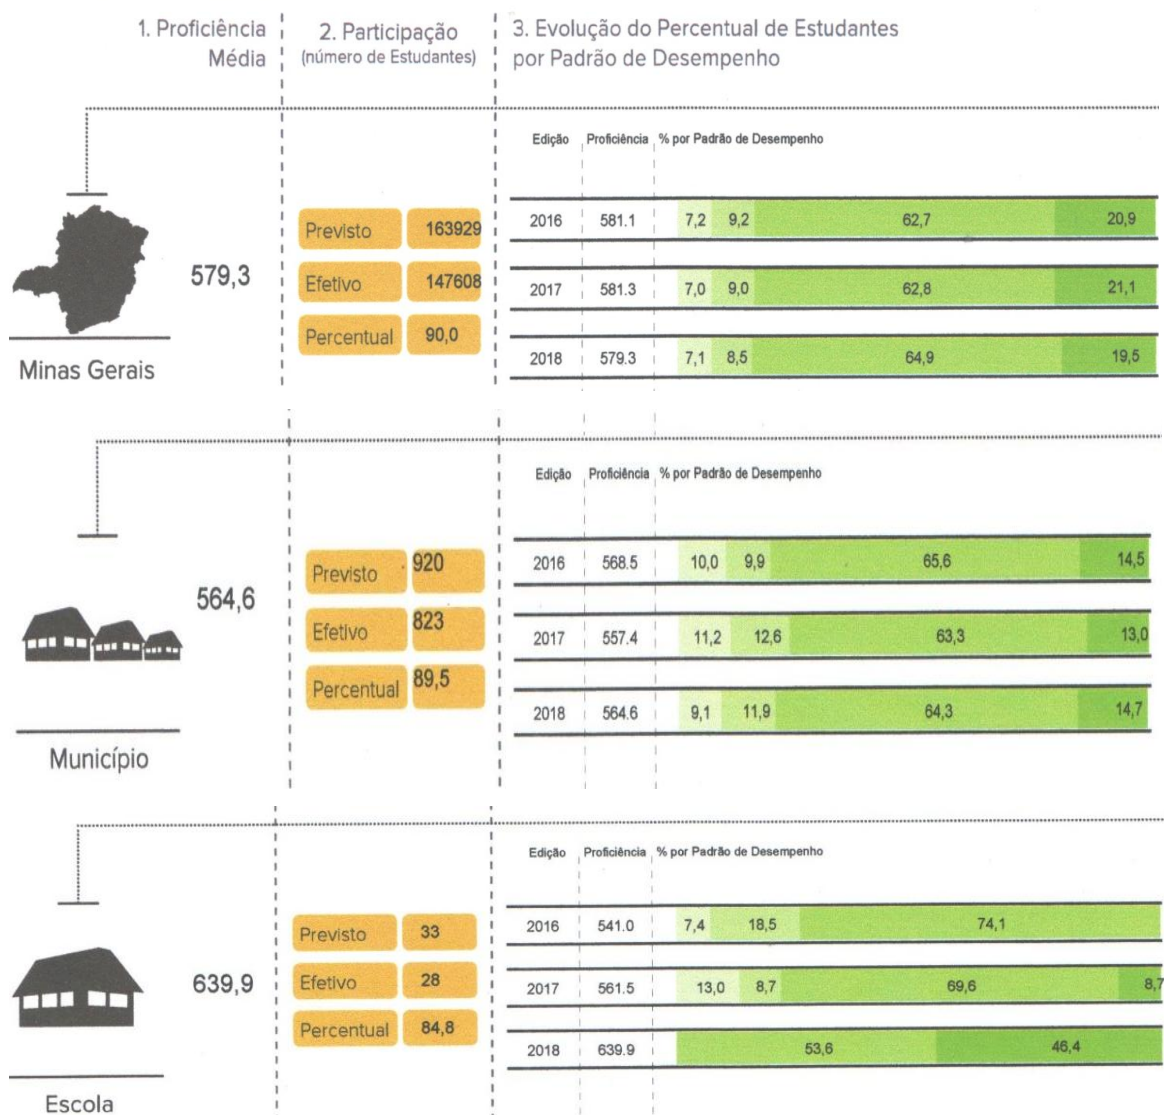 1. Proficiência
Média
2. Participação
(número de Estudantes)
3. Evolução do Percentual de Estudantes
por Padrão de Desempenho
Minas Gerais
579,3
Previsto 163929
Efetivo 147608
Percentual 90,0
Edição Proficiência % por Padrão de Desempenho
2016 581.1 7,2 9,2 62,7 20,9
2017 581.3 7,0 9,0 62,8 21,1
2018 579.3 7,1 8,5 64,9 19,5
Município
564,6
Previsto 920
Efetivo 823
Percentual 89,5
Edição Proficiência % por Padrão de Desempenho
2016 568.5 10,0 9,9 65,6 14,5
2017 557.4 11,2 12,6 63,3 13,0
2018 564.6 9,1 11,9 64,3 14,7
Escola
639,9
Previsto 33
Efetivo 28
Percentual 84,8
Edição Proficiência % por Padrão de Desempenho
2016 541.0 7,4 18,5 74,1
2017 561.5 13,0 8,7 69,6 8,7
2018 639.9 53,6 46,4